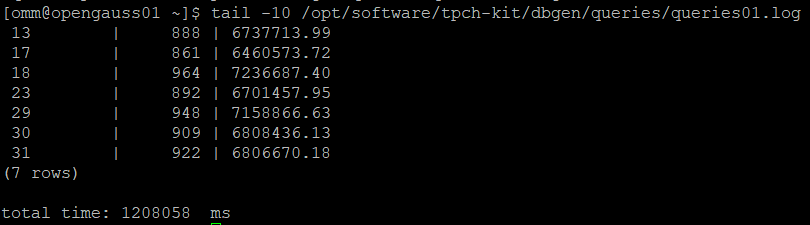 [omm@opengauss01 ~]$ tail -10 /opt/software/tpch-kit/dbgen/queries/queries01.log
13 | 888 | 6737713.99
17 | 861 | 6460573.72
18 | 964 | 7236687.40
23 | 892 | 6701457.95
29 | 948 | 7158866.63
30 | 909 | 6808436.13
31 | 922 | 6806670.18
(7 rows)
total time: 1208058 ms